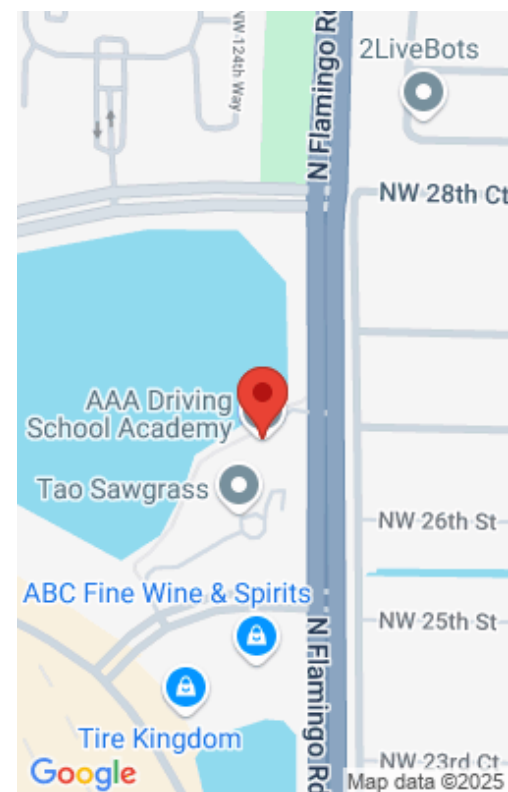 NW 124th Way
N Flamingo Rd
2LiveBots
NW 28th Ct
AAA Driving
School Academy
Tao Sawgrass
NW 26th St
ABC Fine Wine & Spirits
NW 25th St
N Flamingo Rd
Tire Kingdom
NW 23rd Ct
Google
Map data ©2025